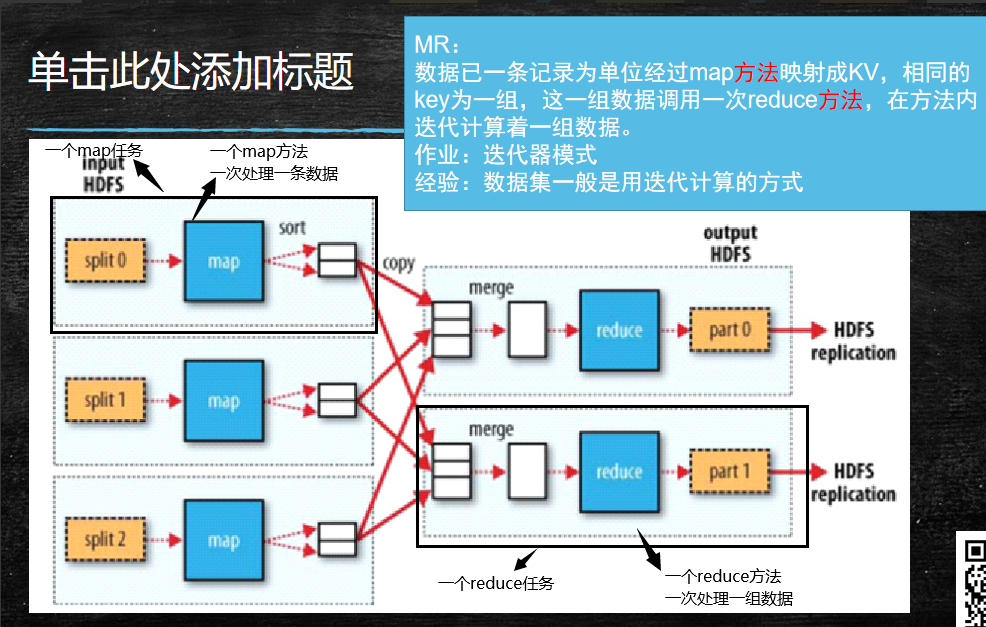 单击此处添加标题
MR：
数据已一条记录为单位经过map方法映射成KV，相同的
key为一组，这一组数据调用一次reduce方法，在方法内
迭代计算着一组数据。
作业：迭代器模式
经验：数据集一般是用迭代计算的方式
一个map任务
一个map方法
一次处理一条数据
input
HDFS
split 0
map
sort
copy
merge
reduce
output
HDFS
part 0
HDFS
replication
split 1
map
merge
reduce
part 1
HDFS
replication
split 2
map
一个reduce任务
一个reduce方法
一次处理一组数据